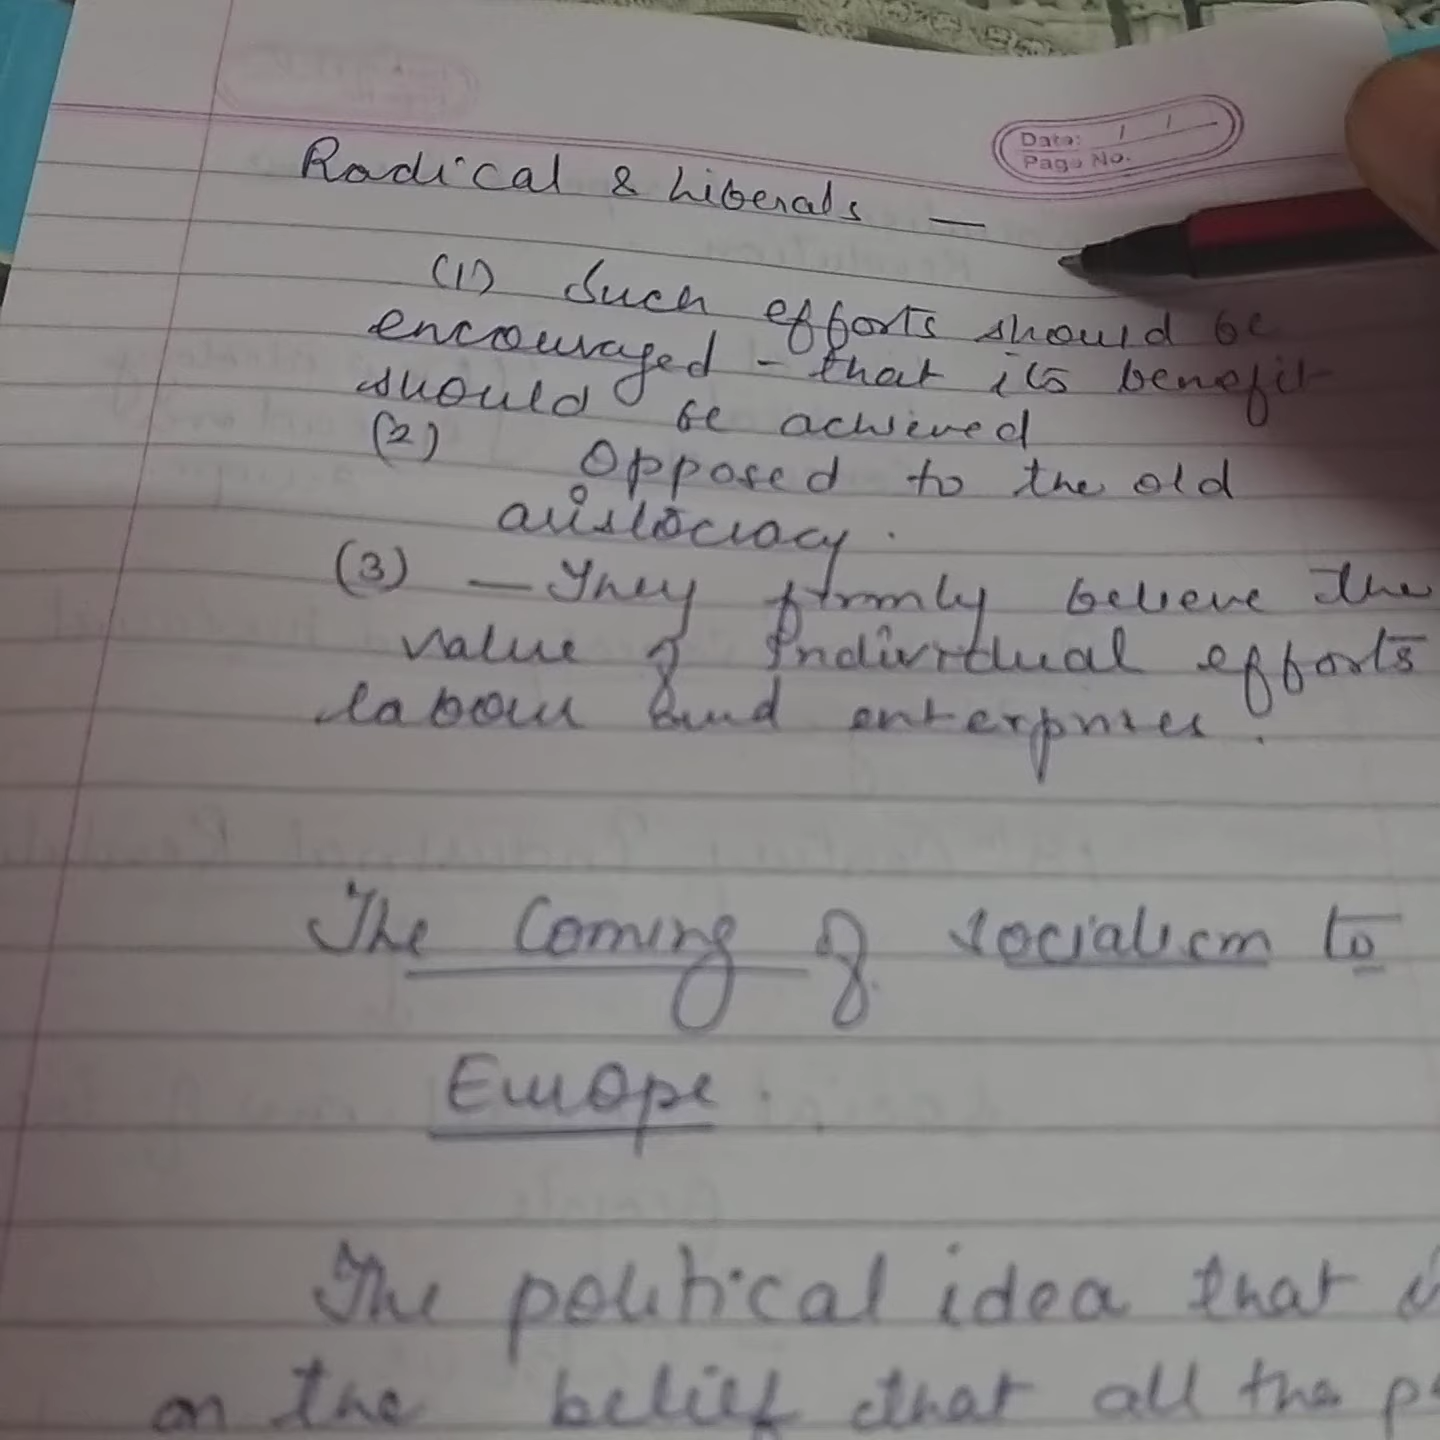 Date: / /
Page No.
Radical & Liberals —
(1) Such efforts should be
encouraged - that its benefit
should be achieved
(2) Opposed to the old
aristocracy.
(3) — They firmly believe the
value of individual efforts
labour and enterprises.
The Coming of socialism to
Europe.
The political idea that
on the belief that all the